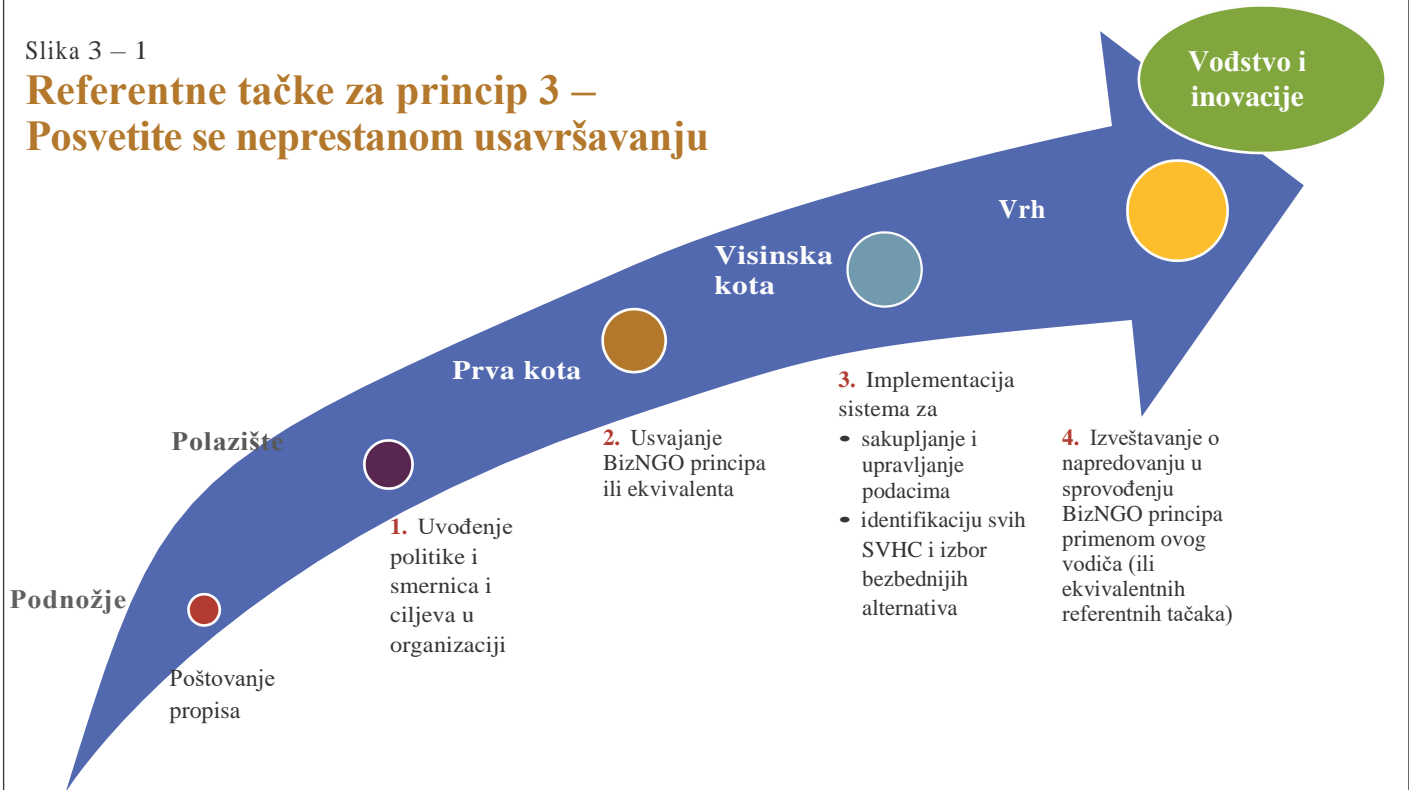 Slika 3 – 1
Referentne tačke za princip 3 –
Posvetite se neprestanom usavršavanju
Vođstvo i
inovacije
Vrh
Visinska
kota
Prva kota
Polazište
Podnožje
Poštovanje
propisa
1. Uvođenje
politike i
smernica i
ciljeva u
organizaciji
2. Usvajanje
BizNGO principa
ili ekvivalenta
3. Implementacija
sistema za
• sakupljanje i
upravljanje
podacima
• identifikaciju svih
SVHC i izbor
bezbednijih
alternativa
4. Izveštavanje o
napredovanju u
sprovođenju
BizNGO principa
primenom ovog
vodiča (ili
ekvivalentnih
referentnih tačaka)